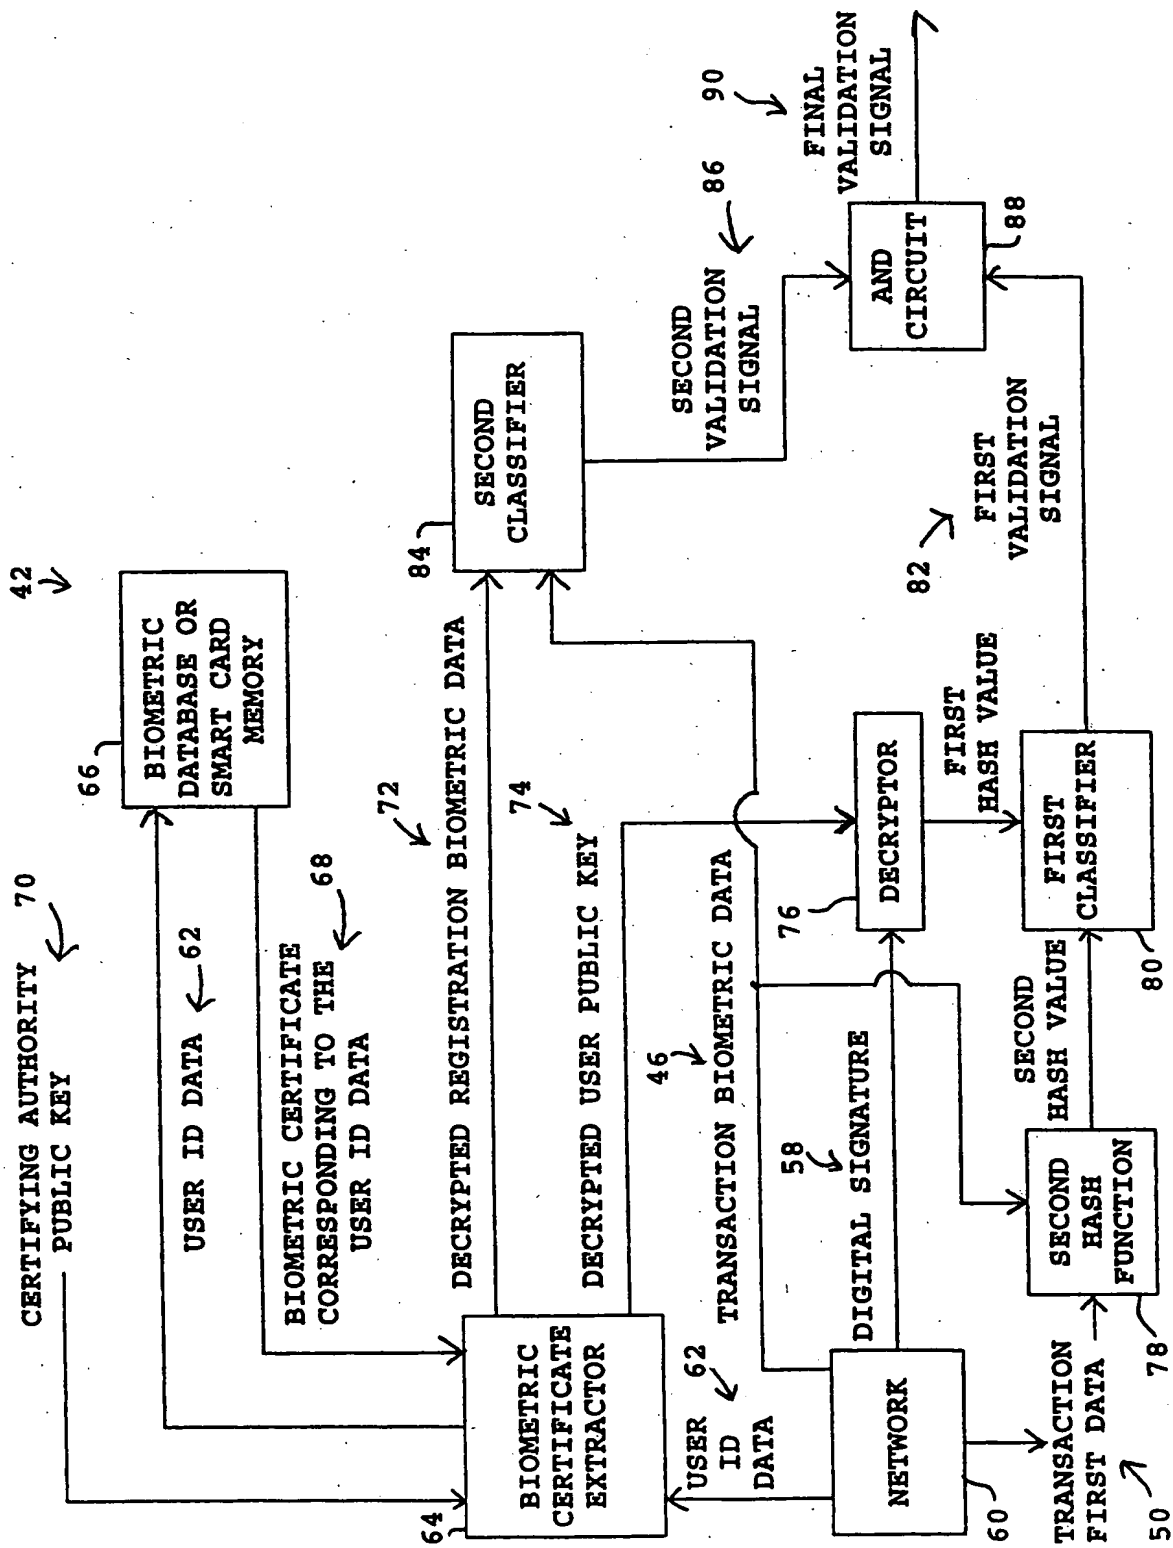 CERTIFYING AUTHORITY
PUBLIC KEY
70
42
USER ID DATA
62
66
BIOMETRIC
DATABASE OR
SMART CARD
MEMORY
BIOMETRIC CERTIFICATE
CORRESPONDING TO THE
USER ID DATA
68
64
BIOMETRIC
CERTIFICATE
EXTRACTOR
DECRYPTED REGISTRATION BIOMETRIC DATA
72
DECRYPTED USER PUBLIC KEY
74
84
SECOND
CLASSIFIER
USER
ID
DATA
62
TRANSACTION BIOMETRIC DATA
46
SECOND
VALIDATION
SIGNAL
86
90
FINAL
VALIDATION
SIGNAL
NETWORK
60
DIGITAL SIGNATURE
58
76
DECRYPTOR
AND
CIRCUIT
88
FIRST
HASH VALUE
82
FIRST
VALIDATION
SIGNAL
TRANSACTION
FIRST DATA
50
SECOND
HASH
FUNCTION
78
SECOND
HASH VALUE
FIRST
CLASSIFIER
80